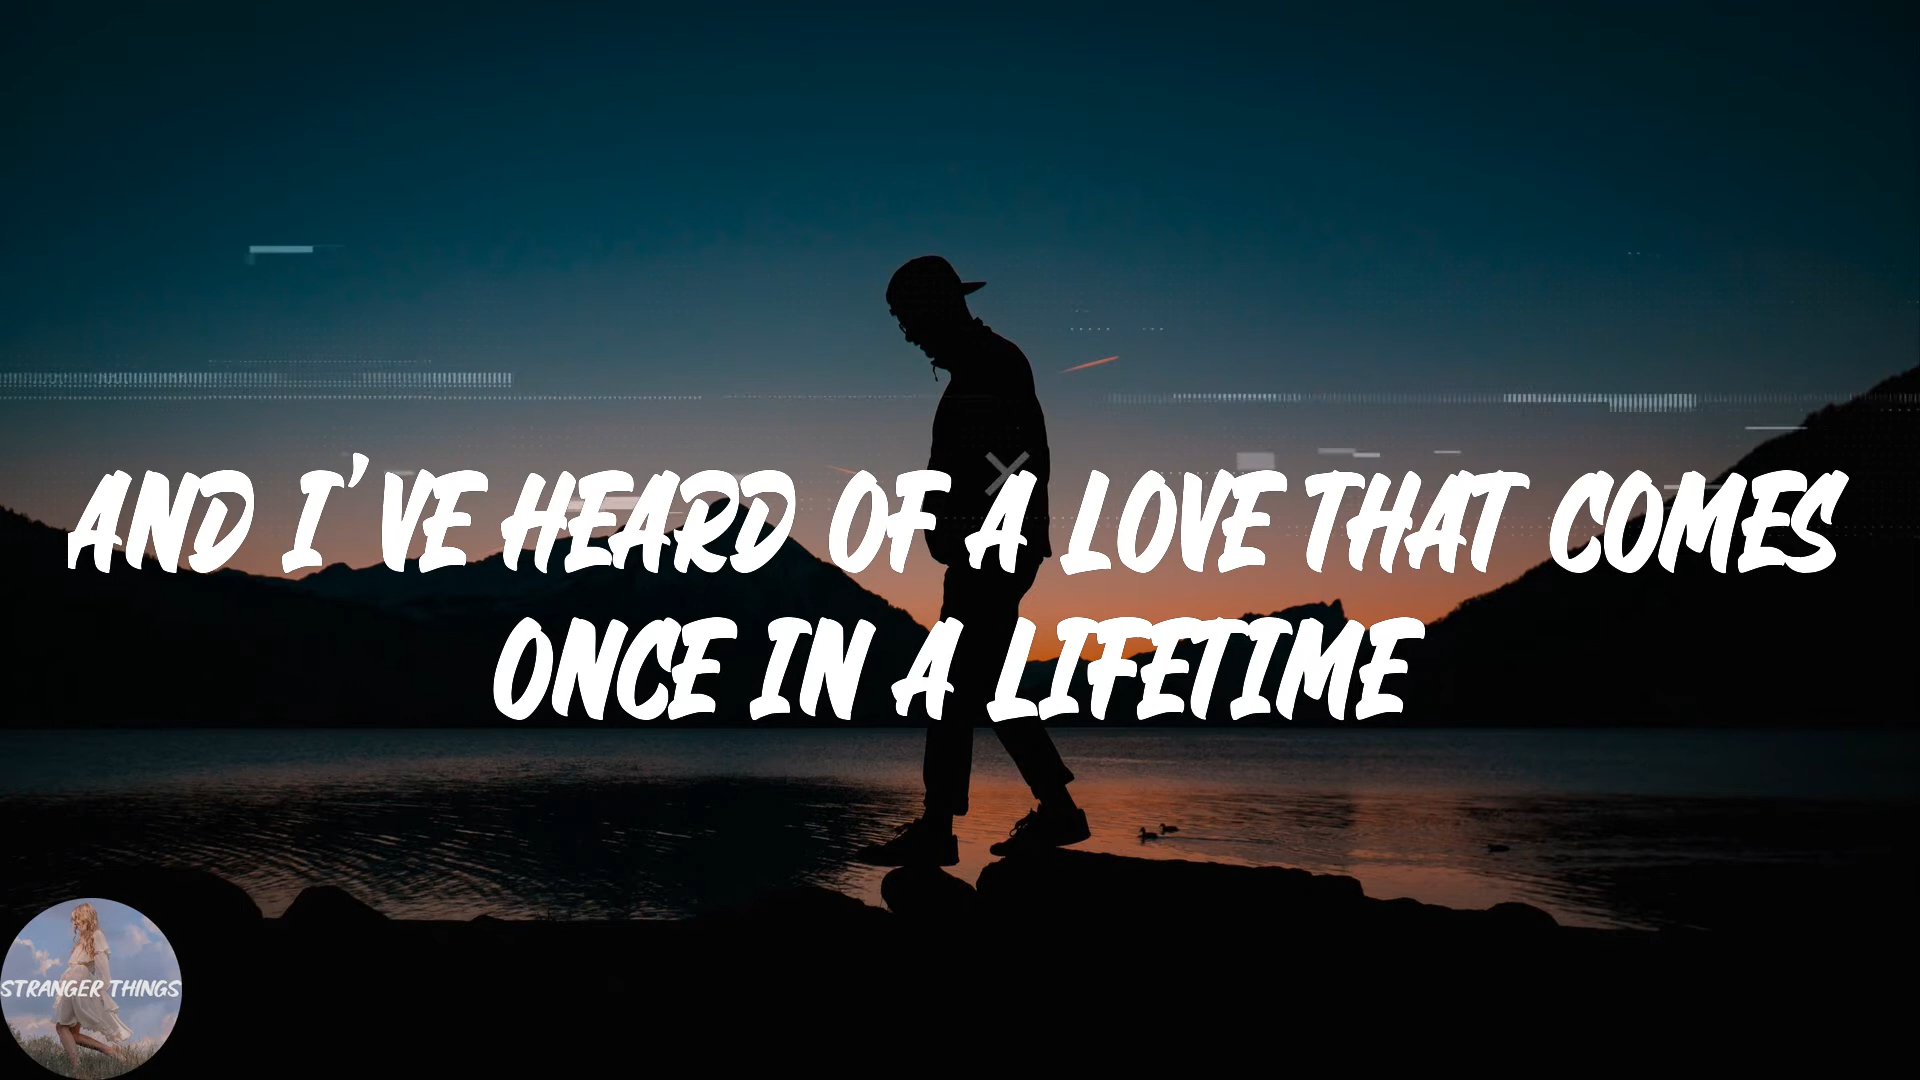 AND I'VE HEARD OF A LOVE THAT COMES
ONCE IN A LIFETIME
STRANGER THINGS